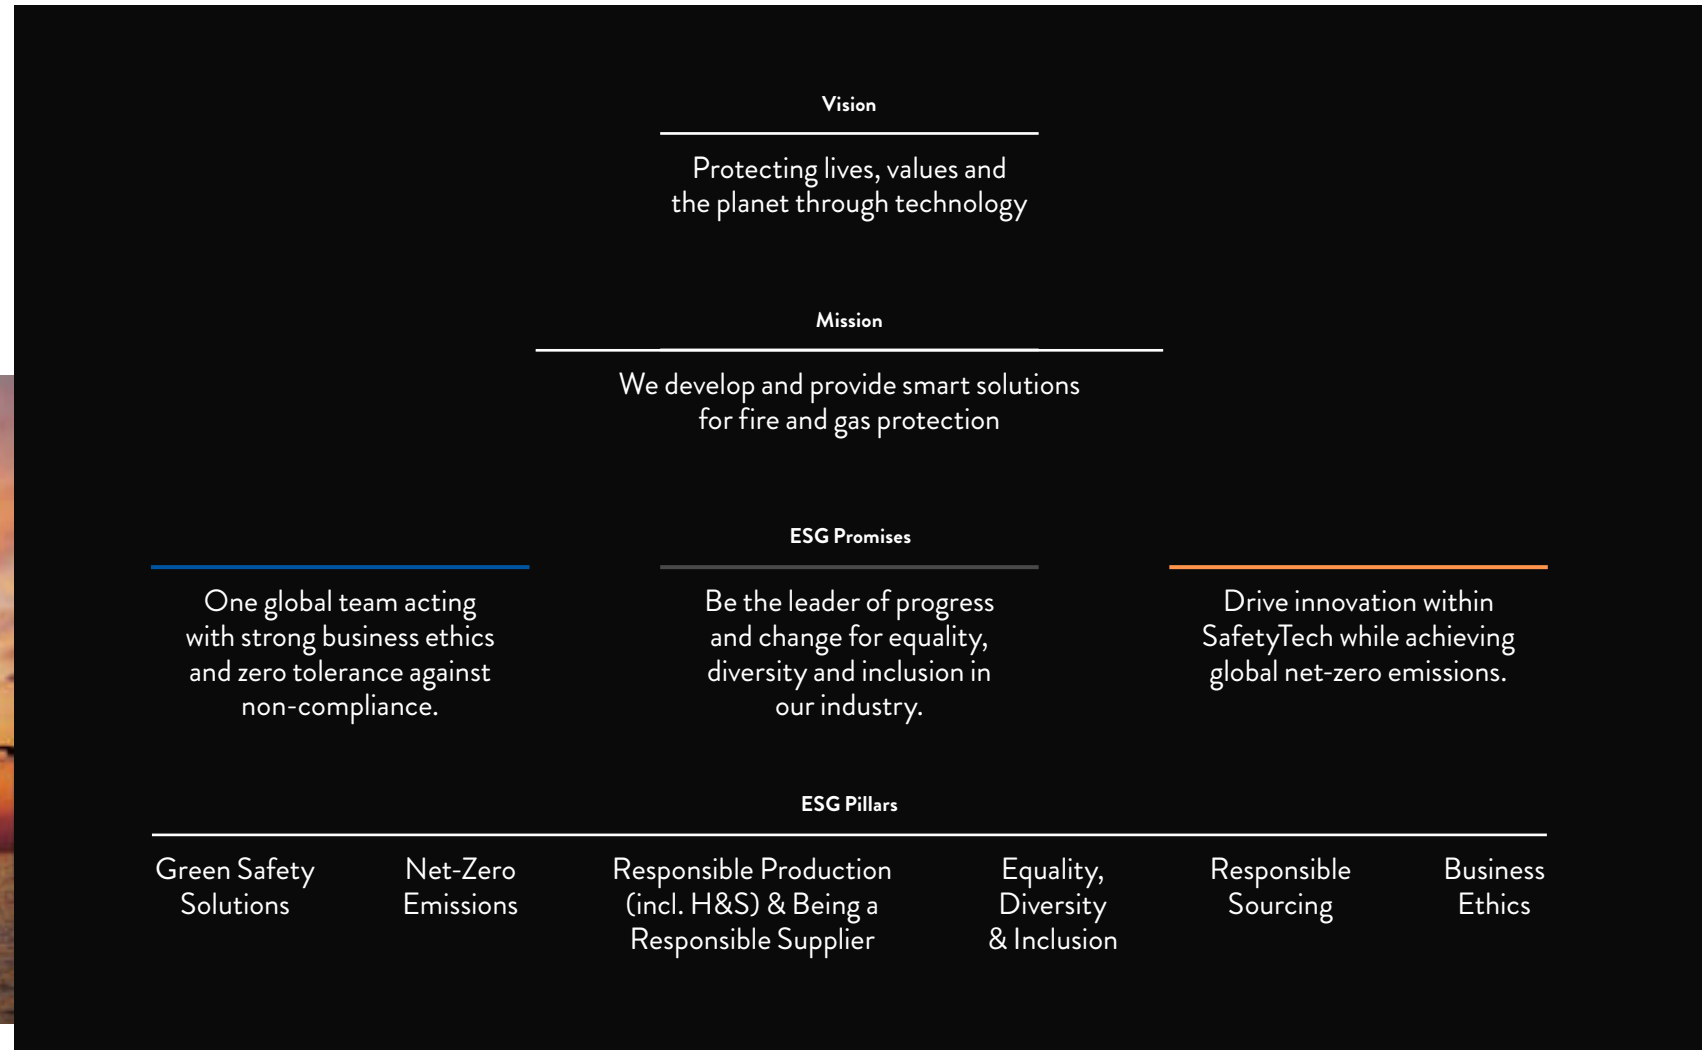 Vision
Protecting lives, values and
the planet through technology
Mission
We develop and provide smart solutions
for fire and gas protection
ESG Promises
One global team acting
with strong business ethics
and zero tolerance against
non-compliance.
Be the leader of progress
and change for equality,
diversity and inclusion in
our industry.
Drive innovation within
SafetyTech while achieving
global net-zero emissions.
ESG Pillars
Green Safety
Solutions
Net-Zero
Emissions
Responsible Production
(incl. H&S) & Being a
Responsible Supplier
Equality,
Diversity
& Inclusion
Responsible
Sourcing
Business
Ethics